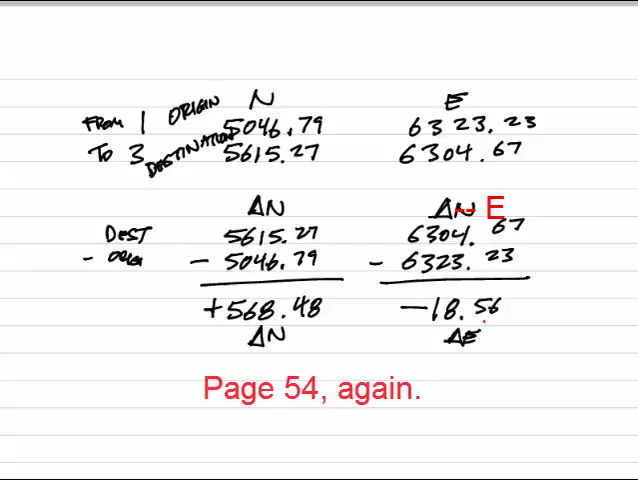 N E
FROM 1 ORIGIN 5046.79 6323.23
TO 3 DESTINATION 5615.27 6304.67
ΔN ΔN E
DEST 5615.27 6304.67
- ORIG - 5046.79 - 6323.23
+568.48 -18.56
ΔN ΔE
Page 54, again.